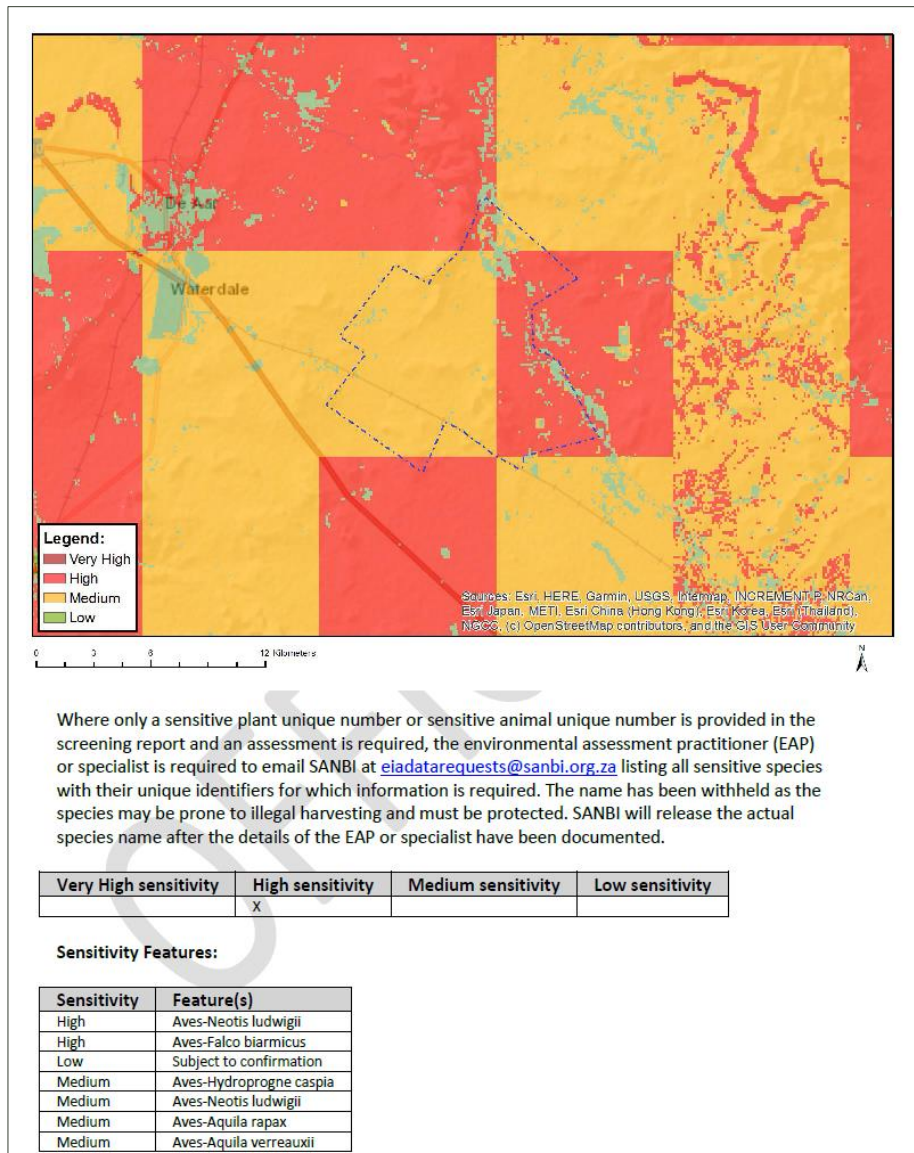 De Aar
Waterdale
Legend:
Very High
High
Medium
Low
Sources: Esri, HERE, Garmin, USGS, Intermap, INCREMENT P, NRCan,
Esri Japan, METI, Esri China (Hong Kong), Esri Korea, Esri (Thailand),
NGCC, (c) OpenStreetMap contributors, and the GIS User Community
0 3 6 12 Kilometers
N
Where only a sensitive plant unique number or sensitive animal unique number is provided in the
screening report and an assessment is required, the environmental assessment practitioner (EAP)
or specialist is required to email SANBI at eiadatarequests@sanbi.org.za listing all sensitive species
with their unique identifiers for which information is required. The name has been withheld as the
species may be prone to illegal harvesting and must be protected. SANBI will release the actual
species name after the details of the EAP or specialist have been documented.
Very High sensitivity High sensitivity Medium sensitivity Low sensitivity
X
Sensitivity Features:
Sensitivity Feature(s)
High Aves-Neotis ludwigii
High Aves-Falco biarmicus
Low Subject to confirmation
Medium Aves-Hydroprogne caspia
Medium Aves-Neotis ludwigii
Medium Aves-Aquila rapax
Medium Aves-Aquila verreauxii